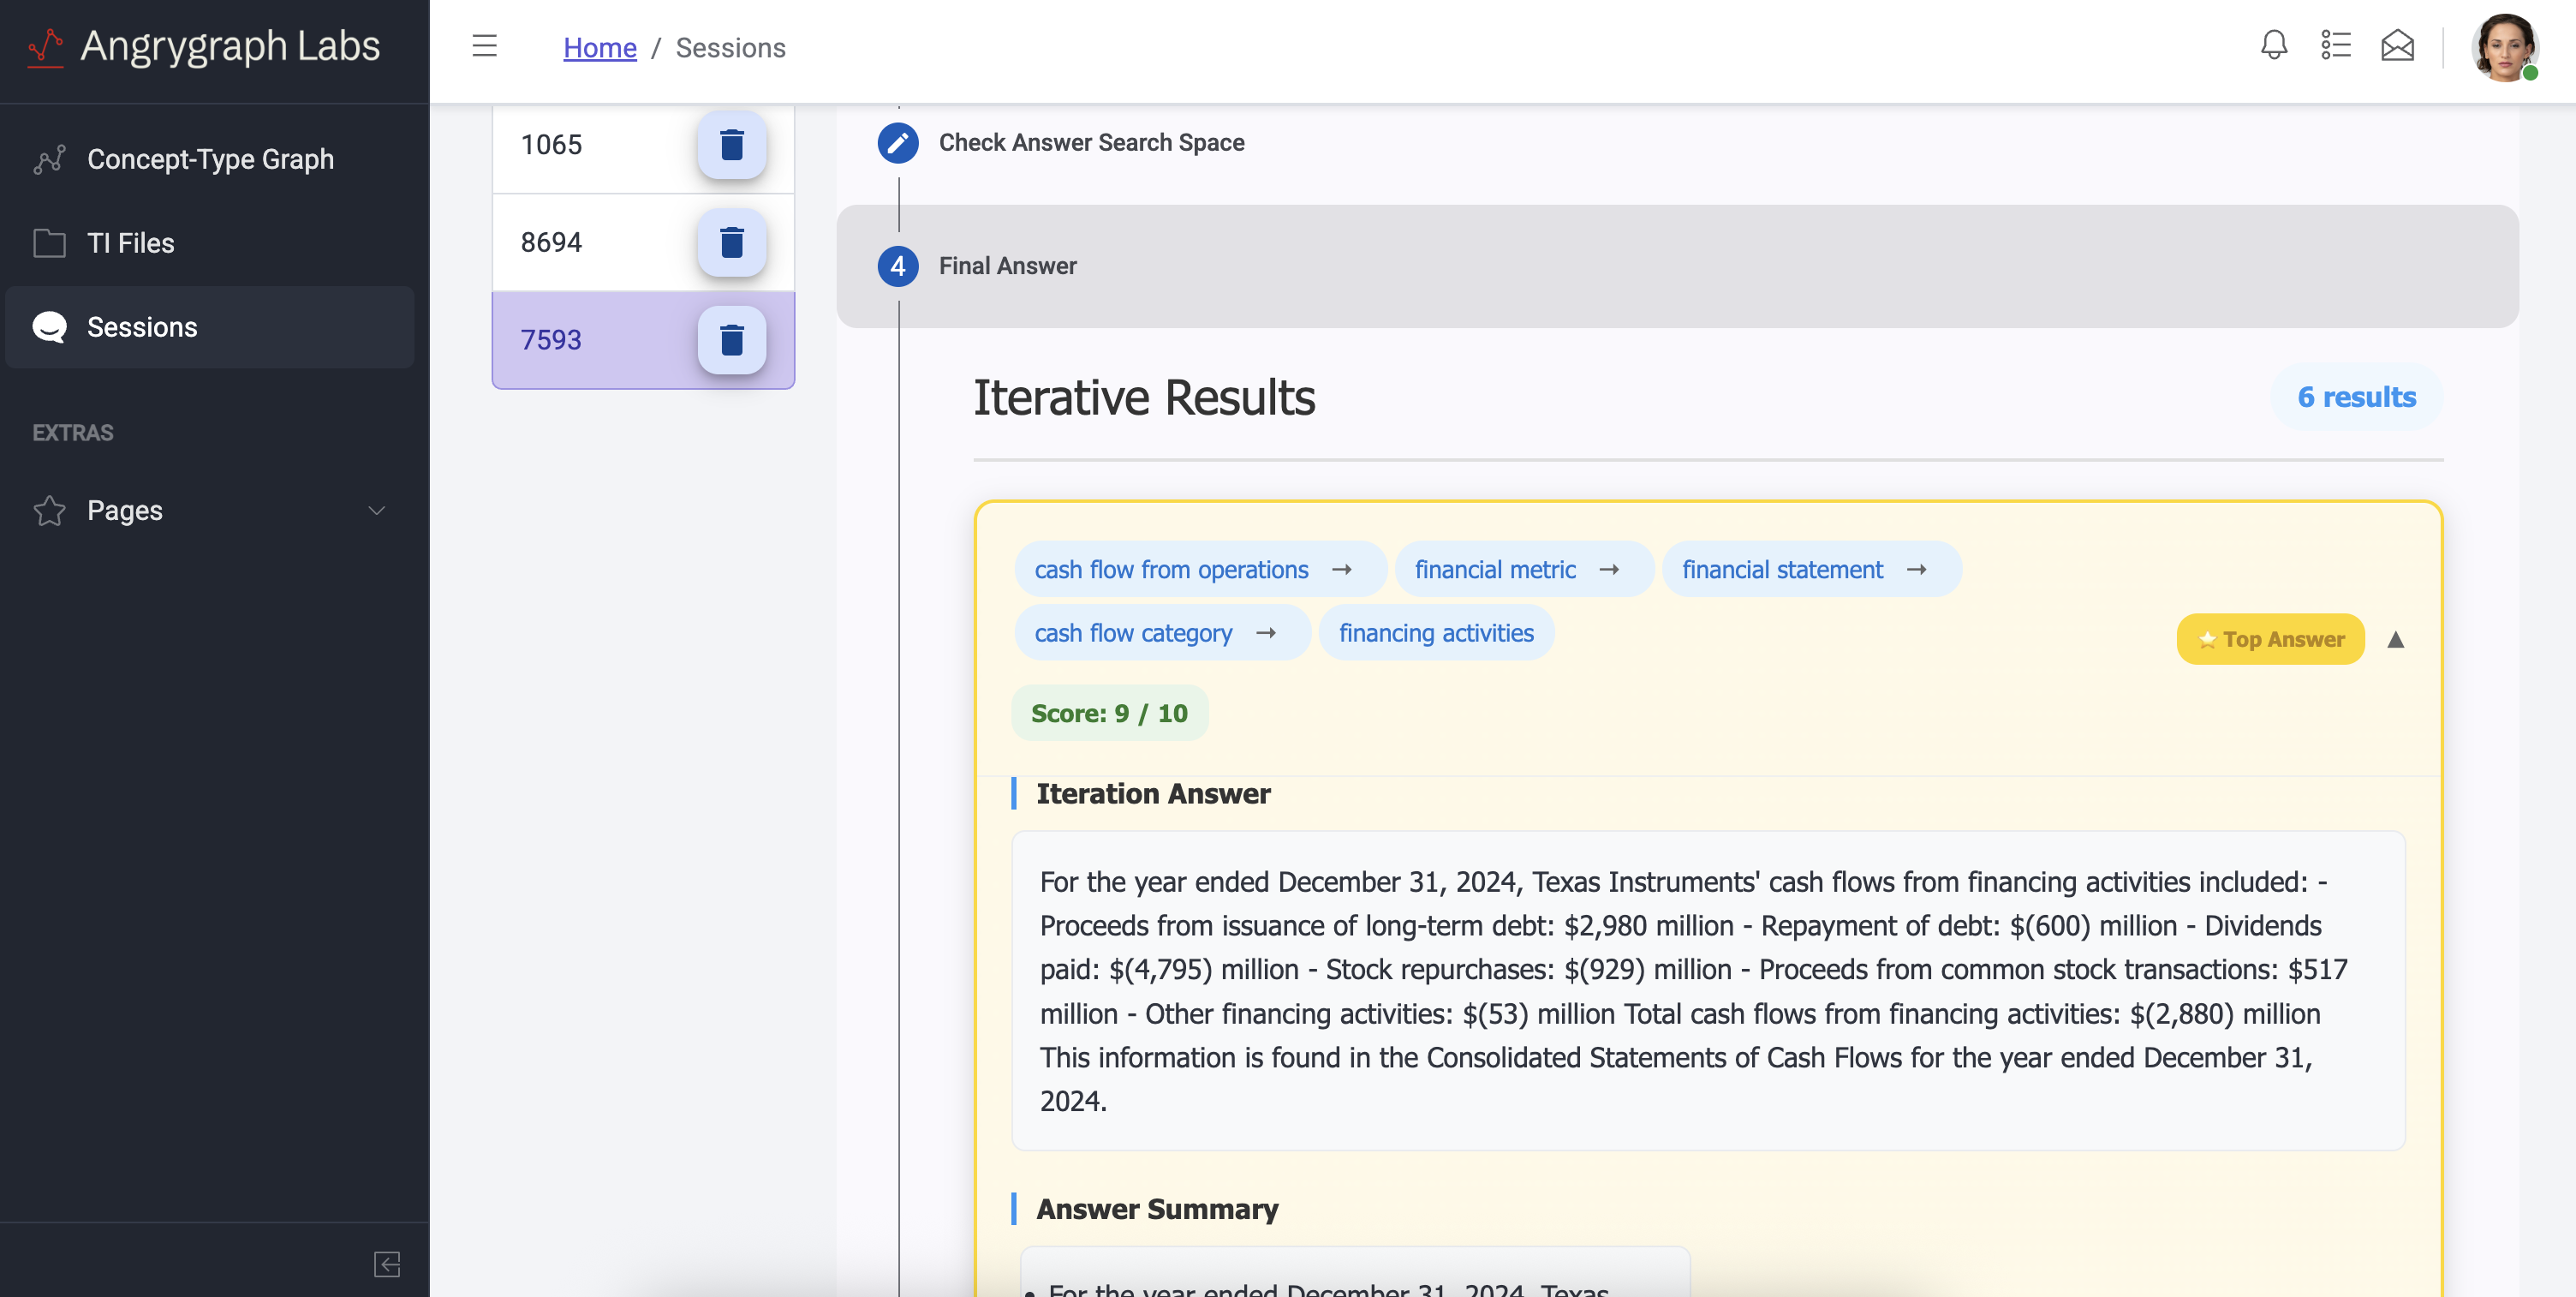 Angrygraph Labs
Home / Sessions
Concept-Type Graph
TI Files
Sessions
EXTRAS
Pages
1065
8694
7593
Check Answer Search Space
4 Final Answer
Iterative Results
6 results
cash flow from operations → financial metric → financial statement →
cash flow category → financing activities
Top Answer ▲
Score: 9 / 10
Iteration Answer
For the year ended December 31, 2024, Texas Instruments' cash flows from financing activities included: -
Proceeds from issuance of long-term debt: $2,980 million - Repayment of debt: $(600) million - Dividends
paid: $(4,795) million - Stock repurchases: $(929) million - Proceeds from common stock transactions: $517
million - Other financing activities: $(53) million Total cash flows from financing activities: $(2,880) million
This information is found in the Consolidated Statements of Cash Flows for the year ended December 31,
2024.
Answer Summary
• For the year ended December 31, 2024, Texas